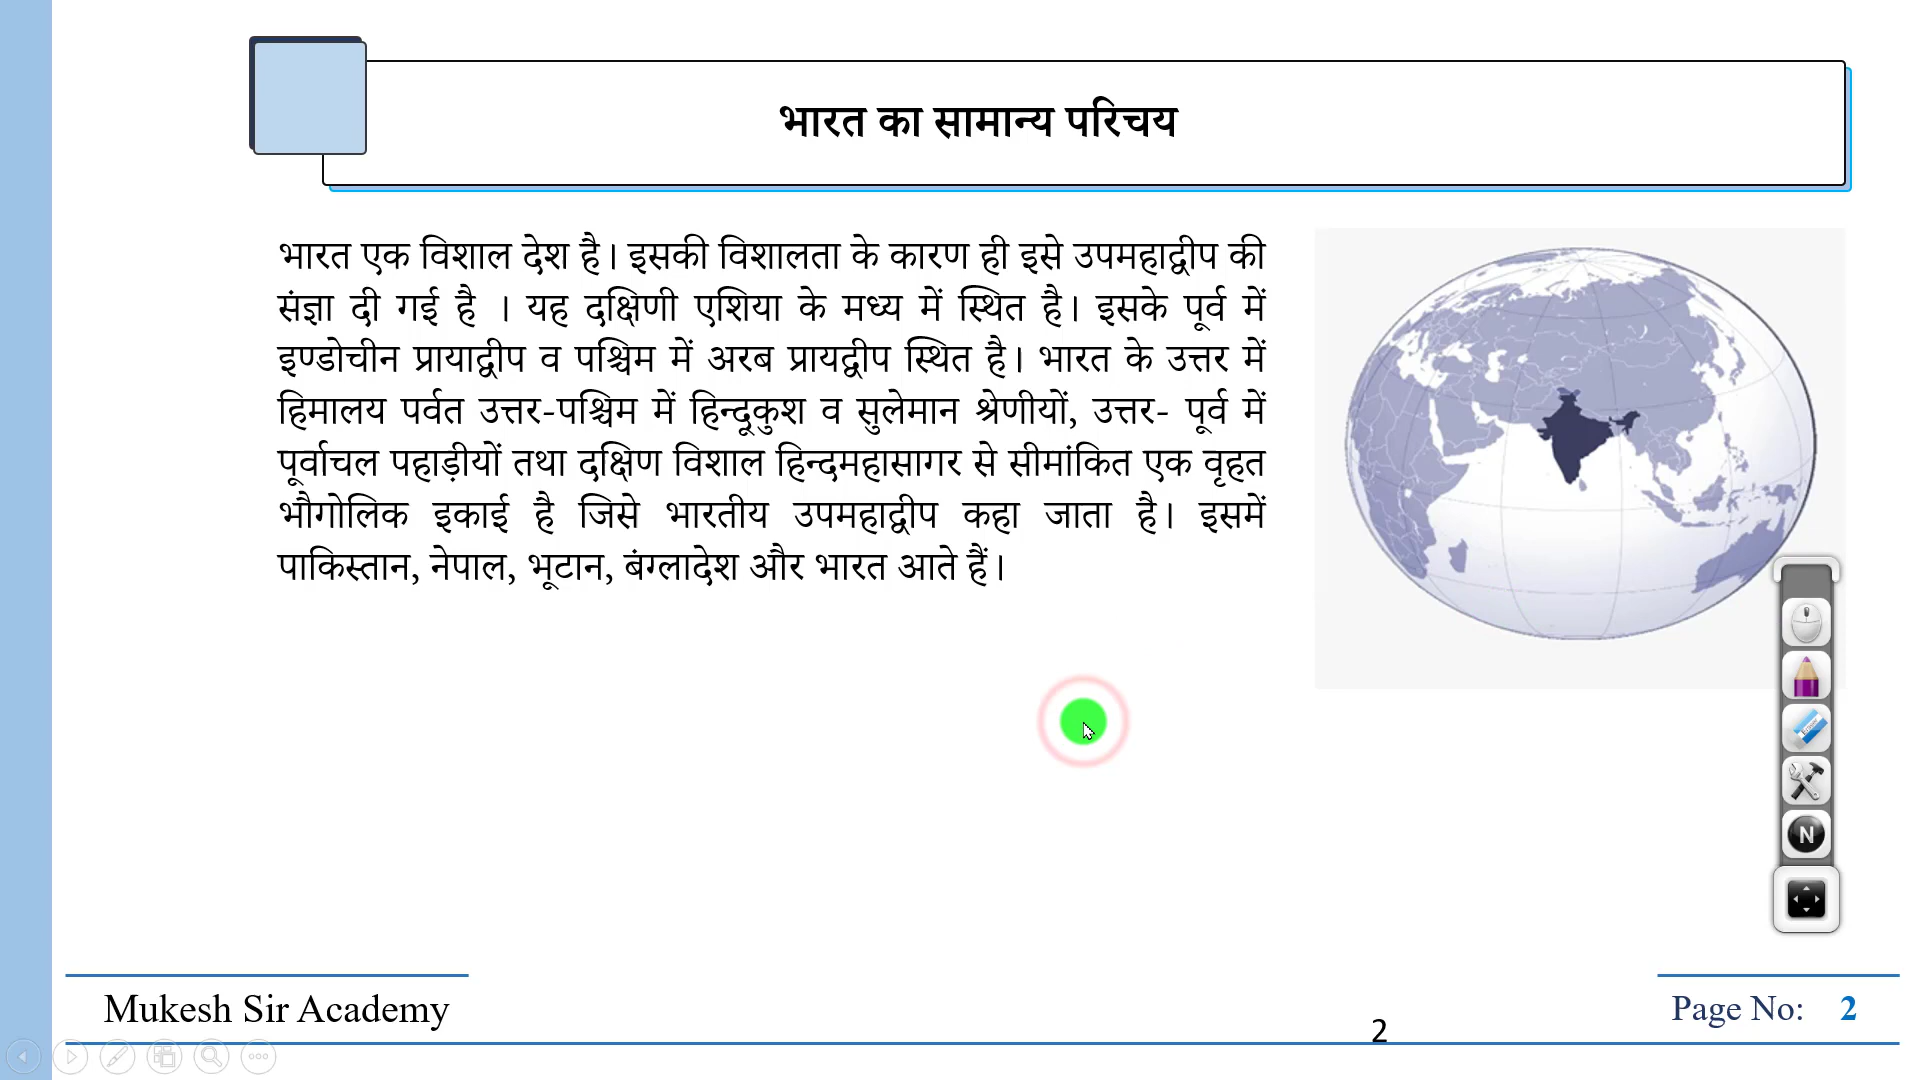 भारत का सामान्य परिचय
भारत एक विशाल देश है। इसकी विशालता के कारण ही इसे उपमहाद्वीप की
संज्ञा दी गई है । यह दक्षिणी एशिया के मध्य में स्थित है। इसके पूर्व में
इण्डोचीन प्रायाद्वीप व पश्चिम में अरब प्रायद्वीप स्थित है। भारत के उत्तर में
हिमालय पर्वत उत्तर-पश्चिम में हिन्दूकुश व सुलेमान श्रेणीयों, उत्तर- पूर्व में
पूर्वाचल पहाड़ीयों तथा दक्षिण विशाल हिन्दमहासागर से सीमांकित एक वृहत
भौगोलिक इकाई है जिसे भारतीय उपमहाद्वीप कहा जाता है। इसमें
पाकिस्तान, नेपाल, भूटान, बंग्लादेश और भारत आते हैं।
N
Mukesh Sir Academy
2
Page No: 2